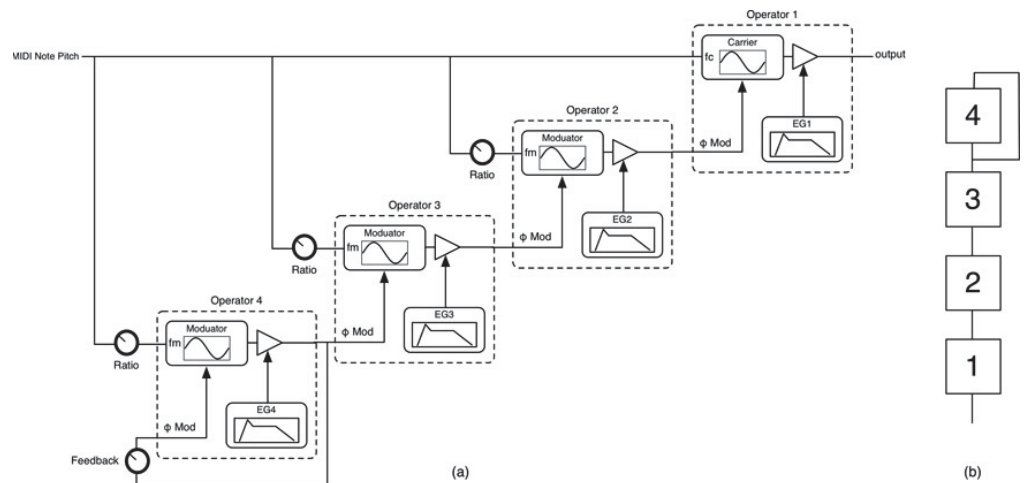 Operator 1
MIDI Note Pitch
fc
Carrier
output
EG1
Operator 2
Ratio
fm
Moduator
ϕ Mod
EG2
Operator 3
Ratio
fm
Moduator
ϕ Mod
EG3
Operator 4
Ratio
fm
Moduator
ϕ Mod
EG4
ϕ Mod
Feedback
(a)
4
3
2
1
(b)